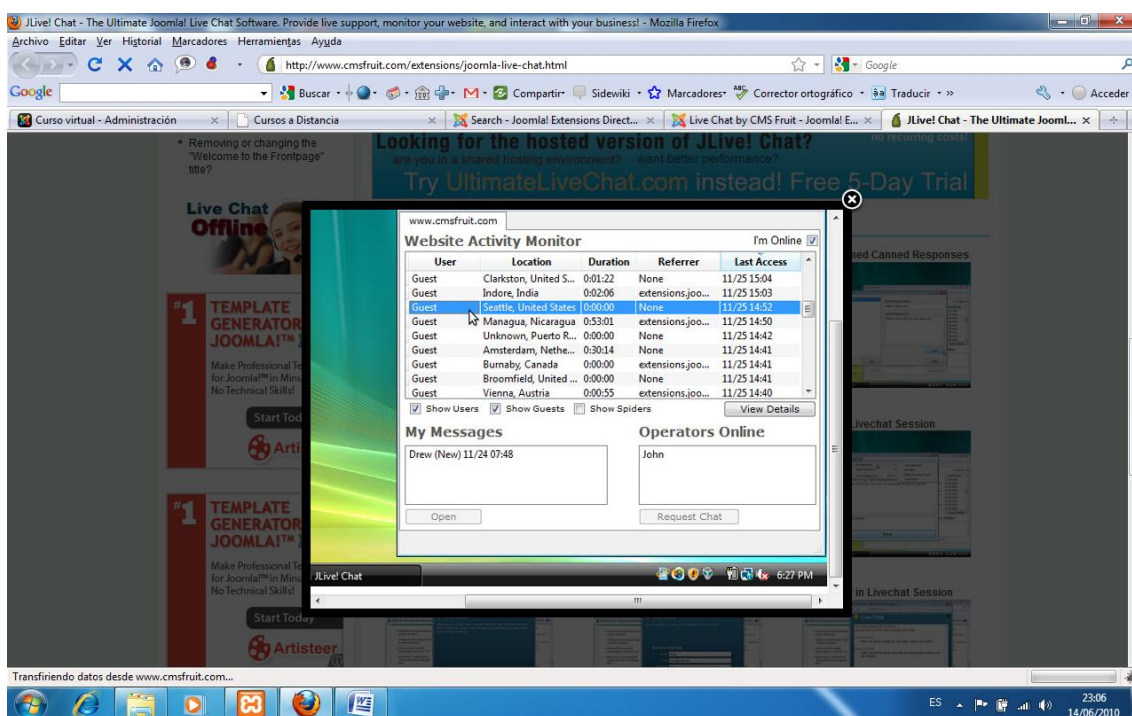 JLive! Chat - The Ultimate Joomla! Live Chat Software. Provide live support, monitor your website, and interact with your business! - Mozilla Firefox
Archivo Editar Ver Historial Marcadores Herramientas Ayuda
http://www.cmsfruit.com/extensions/joomla-live-chat.html
Google
Google Buscar Compartir Sidewiki Marcadores Corrector ortográfico Traducir » Acceder
Curso virtual - Administración
Cursos a Distancia
Search - Joomla! Extensions Direct...
Live Chat by CMS Fruit - Joomla! E...
JLive! Chat - The Ultimate Jooml...
Removing or changing the
"Welcome to the Frontpage"
title?
Looking for the hosted version of JLive! Chat?
no recurring costs!
are you in a shared hosting environment? want better performance?
Try UltimateLiveChat.com instead! Free 5-Day Trial
Live Chat
Offline
#1 TEMPLATE
GENERATOR
JOOMLA!™
Make Professional Te
for Joomla!™ in Minu
No Technical Skills!
Start Tod
Arti
#1 TEMPLATE
GENERATOR
JOOMLA!™
Make Professional Te
for Joomla!™ in Minu
No Technical Skills!
Start Today
Artisteer
www.cmsfruit.com
Website Activity Monitor
I'm Online
User Location Duration Referrer Last Access
Guest Clarkston, United S... 0:01:22 None 11/25 15:04
Guest Indore, India 0:02:06 extensions.joo... 11/25 15:03
Guest Seattle, United States 0:00:00 None 11/25 14:52
Guest Managua, Nicaragua 0:53:01 extensions.joo... 11/25 14:50
Guest Unknown, Puerto R... 0:00:00 None 11/25 14:42
Guest Amsterdam, Nethe... 0:30:14 None 11/25 14:41
Guest Burnaby, Canada 0:00:00 extensions.joo... 11/25 14:41
Guest Broomfield, United ... 0:00:00 None 11/25 14:41
Guest Vienna, Austria 0:00:55 extensions.joo... 11/25 14:40
Show Users Show Guests Show Spiders View Details
My Messages
Operators Online
Drew (New) 11/24 07:48
John
Open
Request Chat
JLive! Chat
6:27 PM
ned Canned Responses
Livechat Session
in Livechat Session
Transfiriendo datos desde www.cmsfruit.com...
ES
23:06
14/06/2010